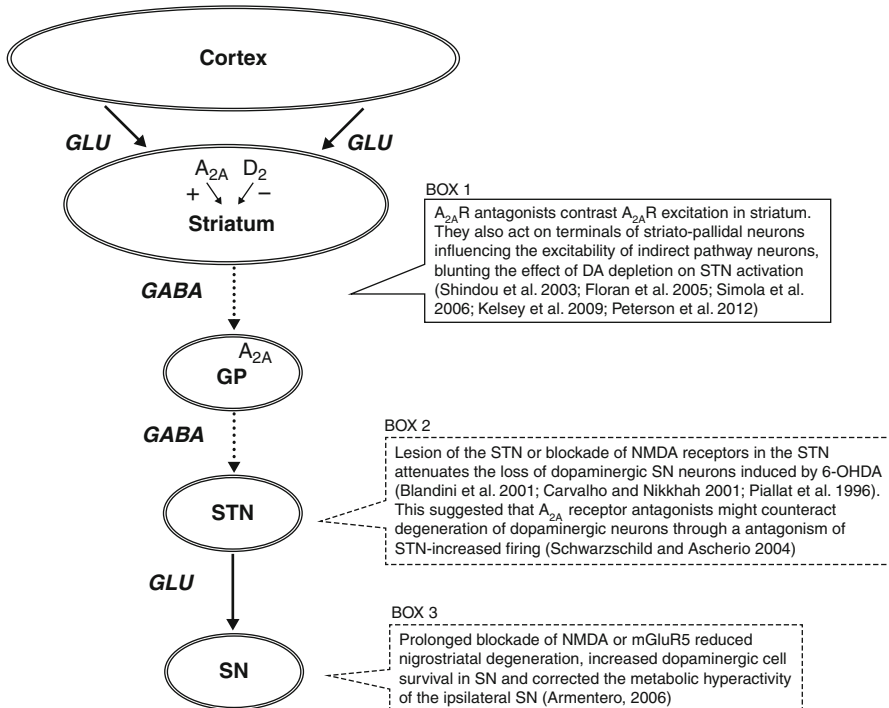 Cortex
GLU
GLU
A2A D2
+ −
Striatum
BOX 1
A2AR antagonists contrast A2AR excitation in striatum.
They also act on terminals of striato-pallidal neurons
influencing the excitability of indirect pathway neurons,
blunting the effect of DA depletion on STN activation
(Shindou et al. 2003; Floran et al. 2005; Simola et al.
2006; Kelsey et al. 2009; Peterson et al. 2012)
GABA
A2A
GP
GABA
BOX 2
Lesion of the STN or blockade of NMDA receptors in the STN
attenuates the loss of dopaminergic SN neurons induced by 6-OHDA
(Blandini et al. 2001; Carvalho and Nikkhah 2001; Piallat et al. 1996).
This suggested that A2A receptor antagonists might counteract
degeneration of dopaminergic neurons through a antagonism of
STN-increased firing (Schwarzschild and Ascherio 2004)
STN
GLU
BOX 3
Prolonged blockade of NMDA or mGluR5 reduced
nigrostriatal degeneration, increased dopaminergic cell
survival in SN and corrected the metabolic hyperactivity
of the ipsilateral SN (Armentero, 2006)
SN